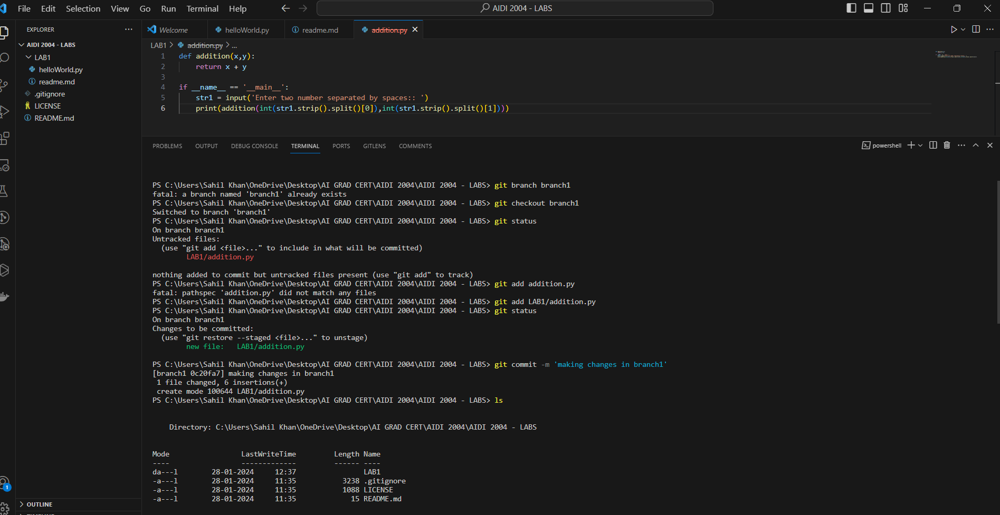 File Edit Selection View Go Run Terminal Help AIDI 2004 - LABS
EXPLORER
AIDI 2004 - LABS
LAB1
helloWorld.py
readme.md
.gitignore
LICENSE
README.md
OUTLINE
1
Welcome helloWorld.py readme.md addition.py
LAB1 > addition.py > ...
1 def addition(x,y):
2 return x + y
3
4 if __name__ == '__main__':
5 str1 = input('Enter two number separated by spaces:: ')
6 print(addition(int(str1.strip().split()[0]),int(str1.strip().split()[1])))
PROBLEMS OUTPUT DEBUG CONSOLE TERMINAL PORTS GITLENS COMMENTS powershell
PS C:\Users\Sahil Khan\OneDrive\Desktop\AI GRAD CERT\AIDI 2004\AIDI 2004 - LABS> git branch branch1
fatal: a branch named 'branch1' already exists
PS C:\Users\Sahil Khan\OneDrive\Desktop\AI GRAD CERT\AIDI 2004\AIDI 2004 - LABS> git checkout branch1
Switched to branch 'branch1'
PS C:\Users\Sahil Khan\OneDrive\Desktop\AI GRAD CERT\AIDI 2004\AIDI 2004 - LABS> git status
On branch branch1
Untracked files:
(use "git add <file>..." to include in what will be committed)
LAB1/addition.py
nothing added to commit but untracked files present (use "git add" to track)
PS C:\Users\Sahil Khan\OneDrive\Desktop\AI GRAD CERT\AIDI 2004\AIDI 2004 - LABS> git add addition.py
fatal: pathspec 'addition.py' did not match any files
PS C:\Users\Sahil Khan\OneDrive\Desktop\AI GRAD CERT\AIDI 2004\AIDI 2004 - LABS> git add LAB1/addition.py
PS C:\Users\Sahil Khan\OneDrive\Desktop\AI GRAD CERT\AIDI 2004\AIDI 2004 - LABS> git status
On branch branch1
Changes to be committed:
(use "git restore --staged <file>..." to unstage)
new file: LAB1/addition.py
PS C:\Users\Sahil Khan\OneDrive\Desktop\AI GRAD CERT\AIDI 2004\AIDI 2004 - LABS> git commit -m 'making changes in branch1'
[branch1 0c20fa7] making changes in branch1
1 file changed, 6 insertions(+)
create mode 100644 LAB1/addition.py
PS C:\Users\Sahil Khan\OneDrive\Desktop\AI GRAD CERT\AIDI 2004\AIDI 2004 - LABS> ls
Directory: C:\Users\Sahil Khan\OneDrive\Desktop\AI GRAD CERT\AIDI 2004\AIDI 2004 - LABS
Mode LastWriteTime Length Name
---- ------------- ------ ----
da---l 28-01-2024 12:37 LAB1
-a---l 28-01-2024 11:35 3238 .gitignore
-a---l 28-01-2024 11:35 1088 LICENSE
-a---l 28-01-2024 11:35 15 README.md